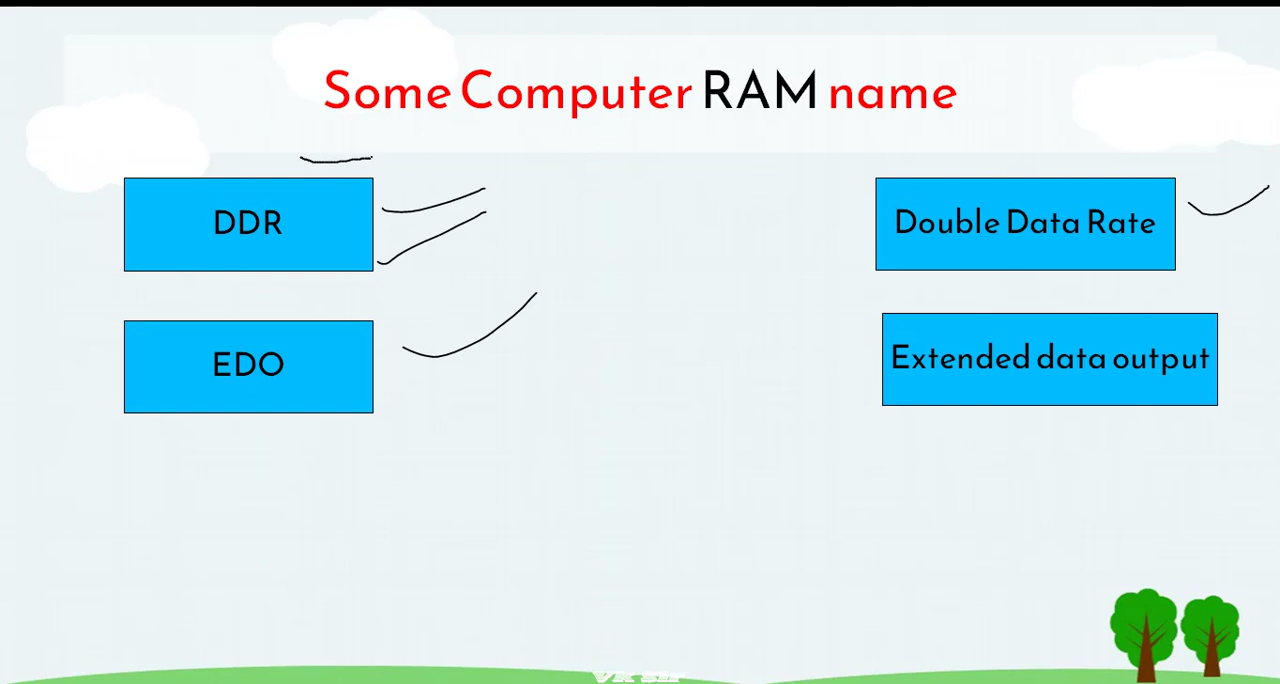 Some Computer RAM name
DDR
Double Data Rate
EDO
Extended data output